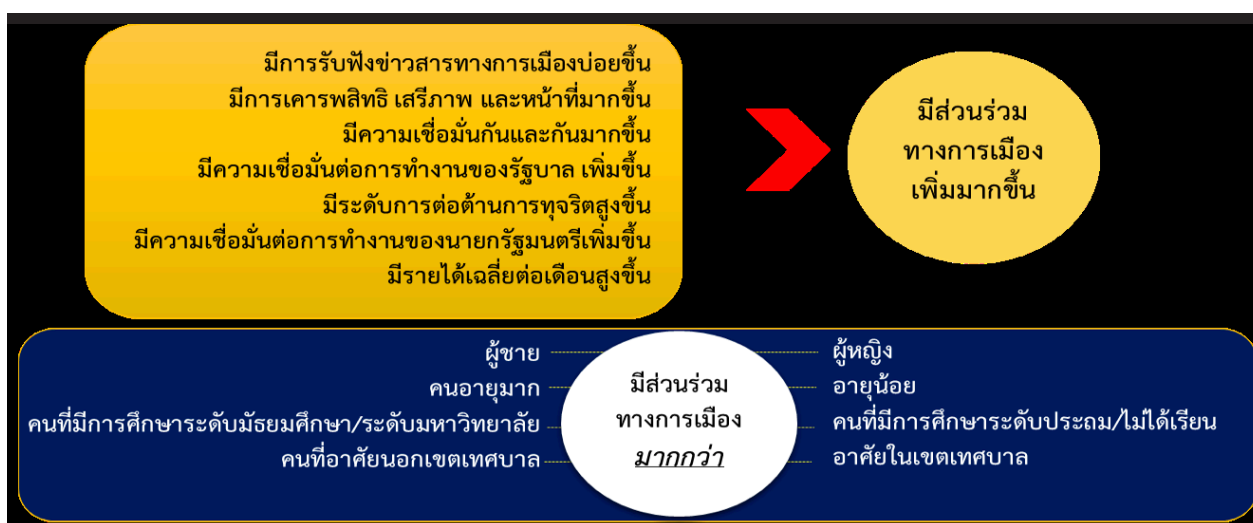 มีการรับฟังข่าวสารทางการเมืองบ่อยขึ้น
มีการเคารพสิทธิ เสรีภาพ และหน้าที่มากขึ้น
มีความเชื่อมั่นกันและกันมากขึ้น
มีความเชื่อมั่นต่อการทำงานของรัฐบาล เพิ่มขึ้น
มีระดับการต่อต้านการทุจริตสูงขึ้น
มีความเชื่อมั่นต่อการทำงานของนายกรัฐมนตรีเพิ่มขึ้น
มีรายได้เฉลี่ยต่อเดือนสูงขึ้น
มีส่วนร่วม
ทางการเมือง
เพิ่มมากขึ้น
ผู้ชาย
คนอายุมาก
คนที่มีการศึกษาระดับมัธยมศึกษา/ระดับมหาวิทยาลัย
คนที่อาศัยนอกเขตเทศบาล
มีส่วนร่วม
ทางการเมือง
มากกว่า
ผู้หญิง
อายุน้อย
คนที่มีการศึกษาระดับประถม/ไม่ได้เรียน
อาศัยในเขตเทศบาล